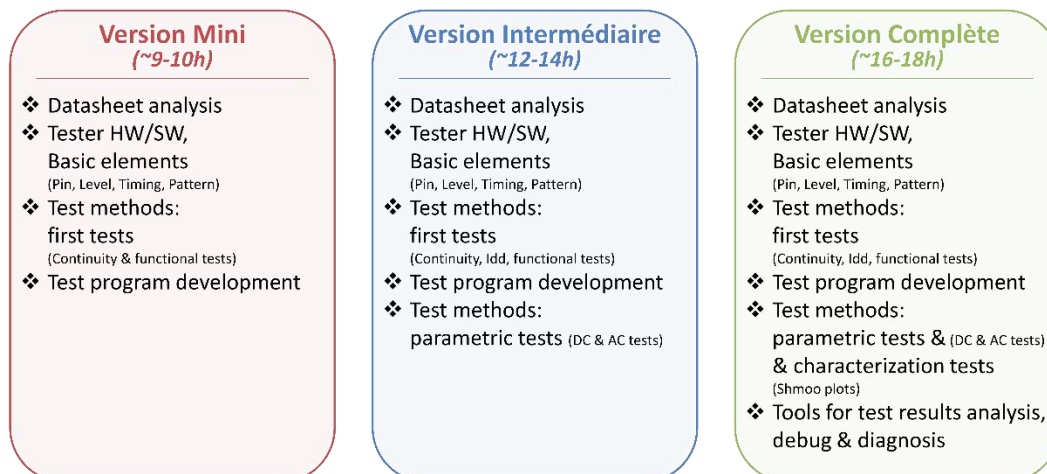 Version Mini
(~9-10h)
❖ Datasheet analysis
❖ Tester HW/SW,
Basic elements
(Pin, Level, Timing, Pattern)
❖ Test methods:
first tests
(Continuity & functional tests)
❖ Test program development
Version Intermédiaire
(~12-14h)
❖ Datasheet analysis
❖ Tester HW/SW,
Basic elements
(Pin, Level, Timing, Pattern)
❖ Test methods:
first tests
(Continuity, Idd, functional tests)
❖ Test program development
❖ Test methods:
parametric tests (DC & AC tests)
Version Complète
(~16-18h)
❖ Datasheet analysis
❖ Tester HW/SW,
Basic elements
(Pin, Level, Timing, Pattern)
❖ Test methods:
first tests
(Continuity, Idd, functional tests)
❖ Test program development
❖ Test methods:
parametric tests & (DC & AC tests)
& characterization tests
(Shmoo plots)
❖ Tools for test results analysis,
debug & diagnosis